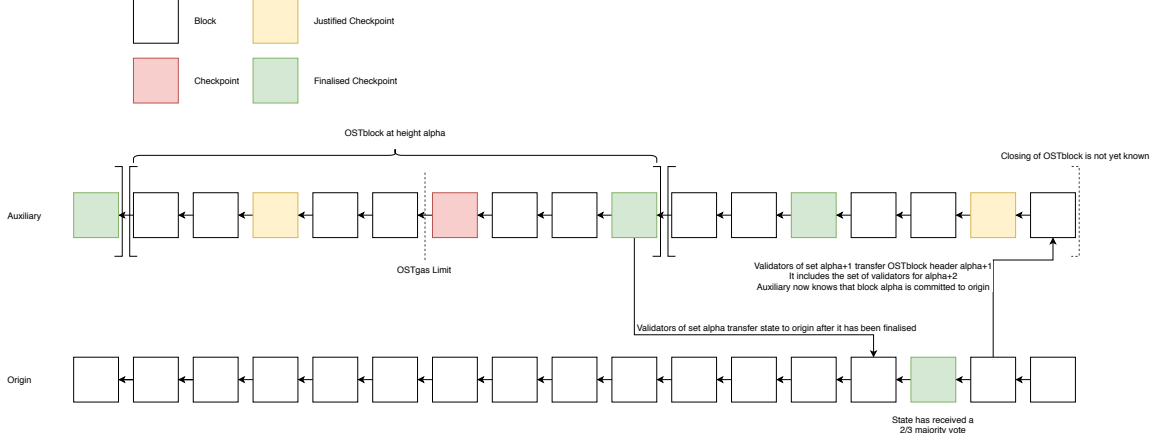 Block
Justified Checkpoint
Checkpoint
Finalised Checkpoint
OSTblock at height alpha
Closing of OSTblock is not yet known
Auxiliary
OSTgas Limit
Validators of set alpha+1 transfer OSTblock header alpha+1
It includes the set of validators for alpha+2
Auxiliary now knows that block alpha is committed to origin
Validators of set alpha transfer state to origin after it has been finalised
Origin
State has received a
2/3 majority vote